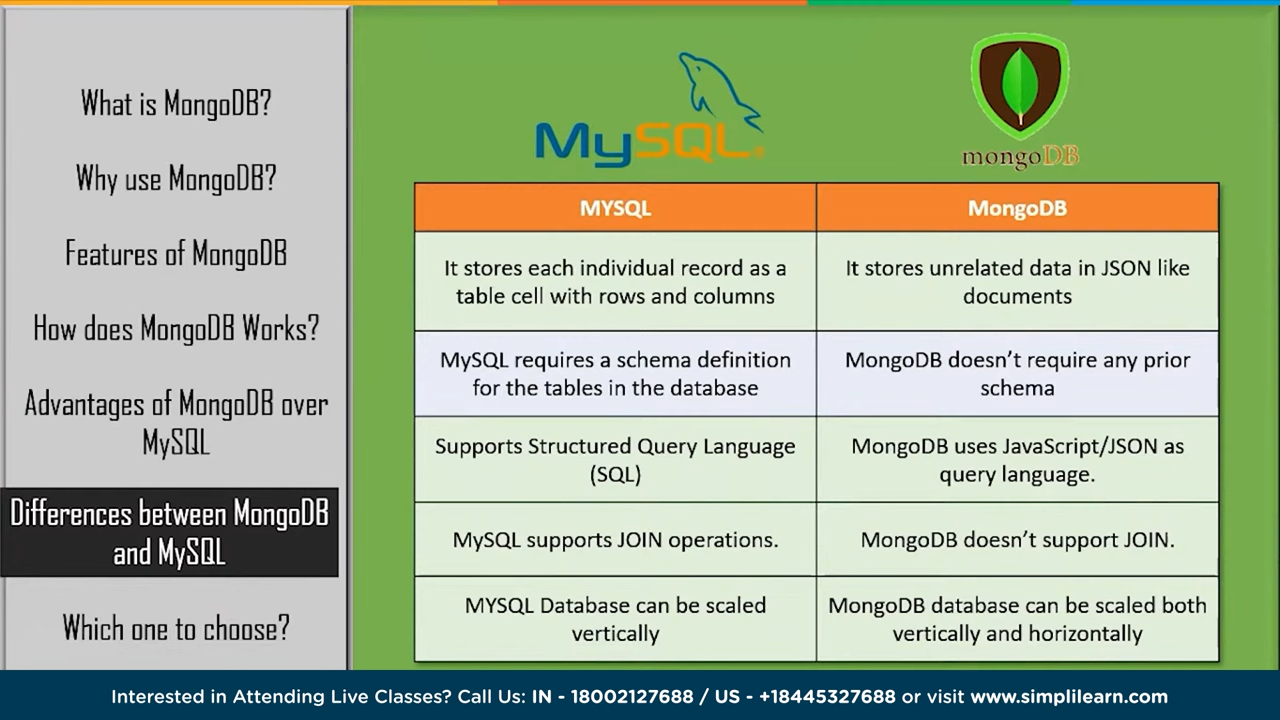 What is MongoDB?
Why use MongoDB?
Features of MongoDB
How does MongoDB Works?
Advantages of MongoDB over
MySQL
Differences between MongoDB
and MySQL
Which one to choose?
MySQL
mongoDB
MYSQL
MongoDB
It stores each individual record as a
table cell with rows and columns
It stores unrelated data in JSON like
documents
MySQL requires a schema definition
for the tables in the database
MongoDB doesn't require any prior
schema
Supports Structured Query Language
(SQL)
MongoDB uses JavaScript/JSON as
query language.
MySQL supports JOIN operations.
MongoDB doesn't support JOIN.
MYSQL Database can be scaled
vertically
MongoDB database can be scaled both
vertically and horizontally
Interested in Attending Live Classes? Call Us: IN - 18002127688 / US - +18445327688 or visit www.simplilearn.com